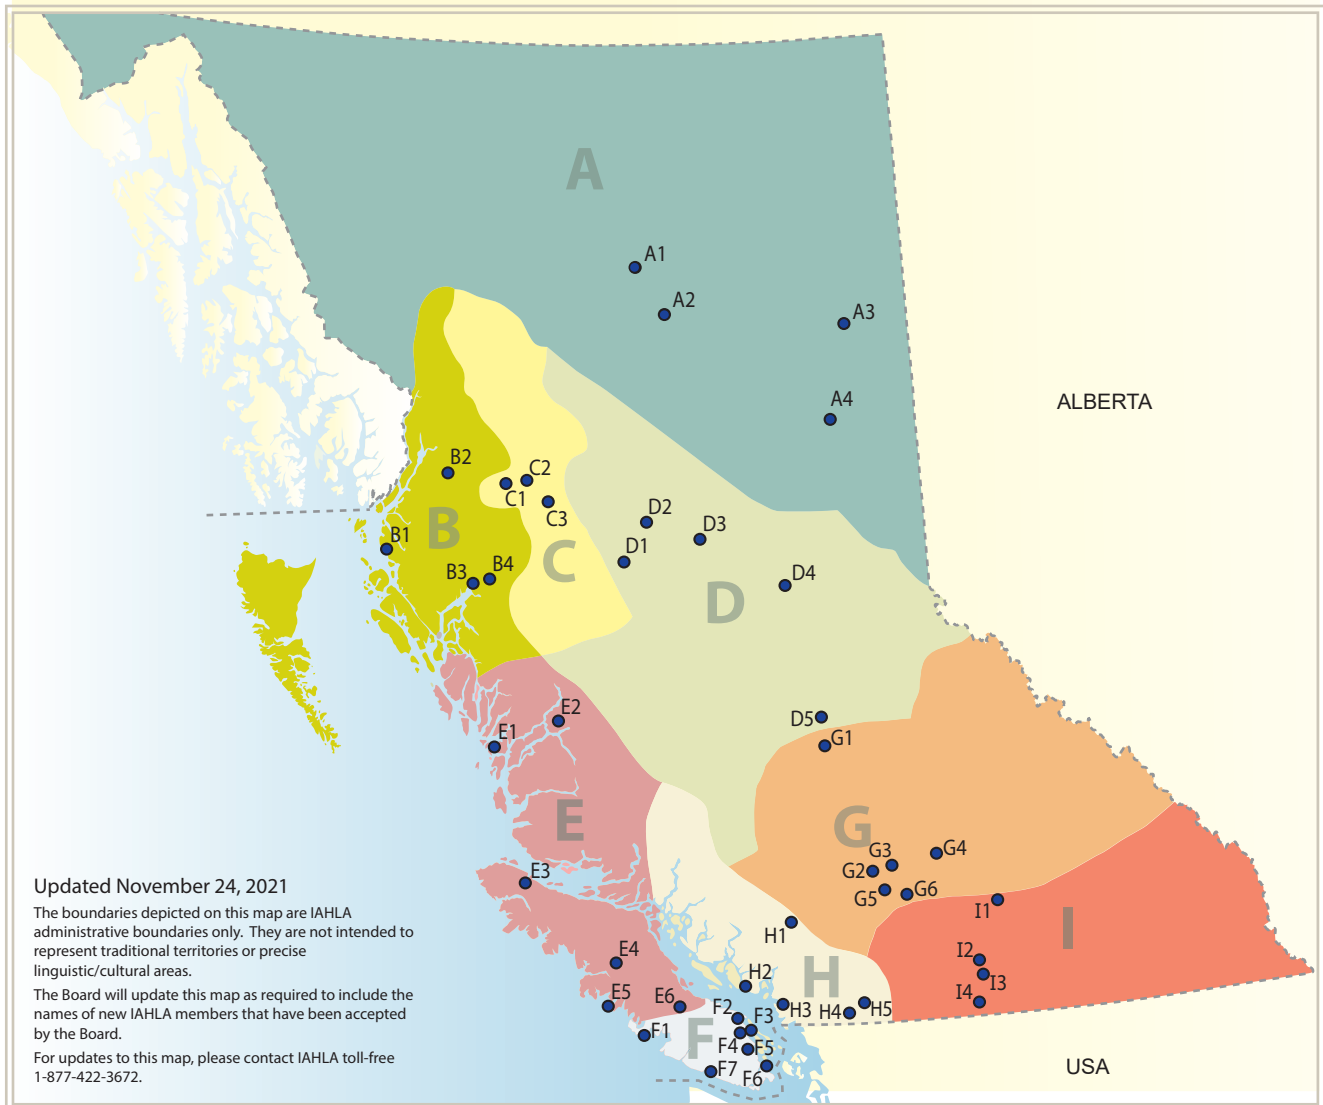 A
A1
A2
A3
A4
ALBERTA
B2
C2
C1
C3
B
B1
C
D2
D3
D1
D4
B3
B4
D
E2
E1
D5
G1
E
G
G3
G4
G2
G5
G6
E3
I1
I
H1
E4
I2
H
H2
I3
E5
E6
I4
H3
H4
H5
F2
F3
F1
F
F4
F5
F7
F6
USA
Updated November 24, 2021
The boundaries depicted on this map are IAHLA
administrative boundaries only. They are not intended to
represent traditional territories or precise
linguistic/cultural areas.
The Board will update this map as required to include the
names of new IAHLA members that have been accepted
by the Board.
For updates to this map, please contact IAHLA toll-free
1-877-422-3672.